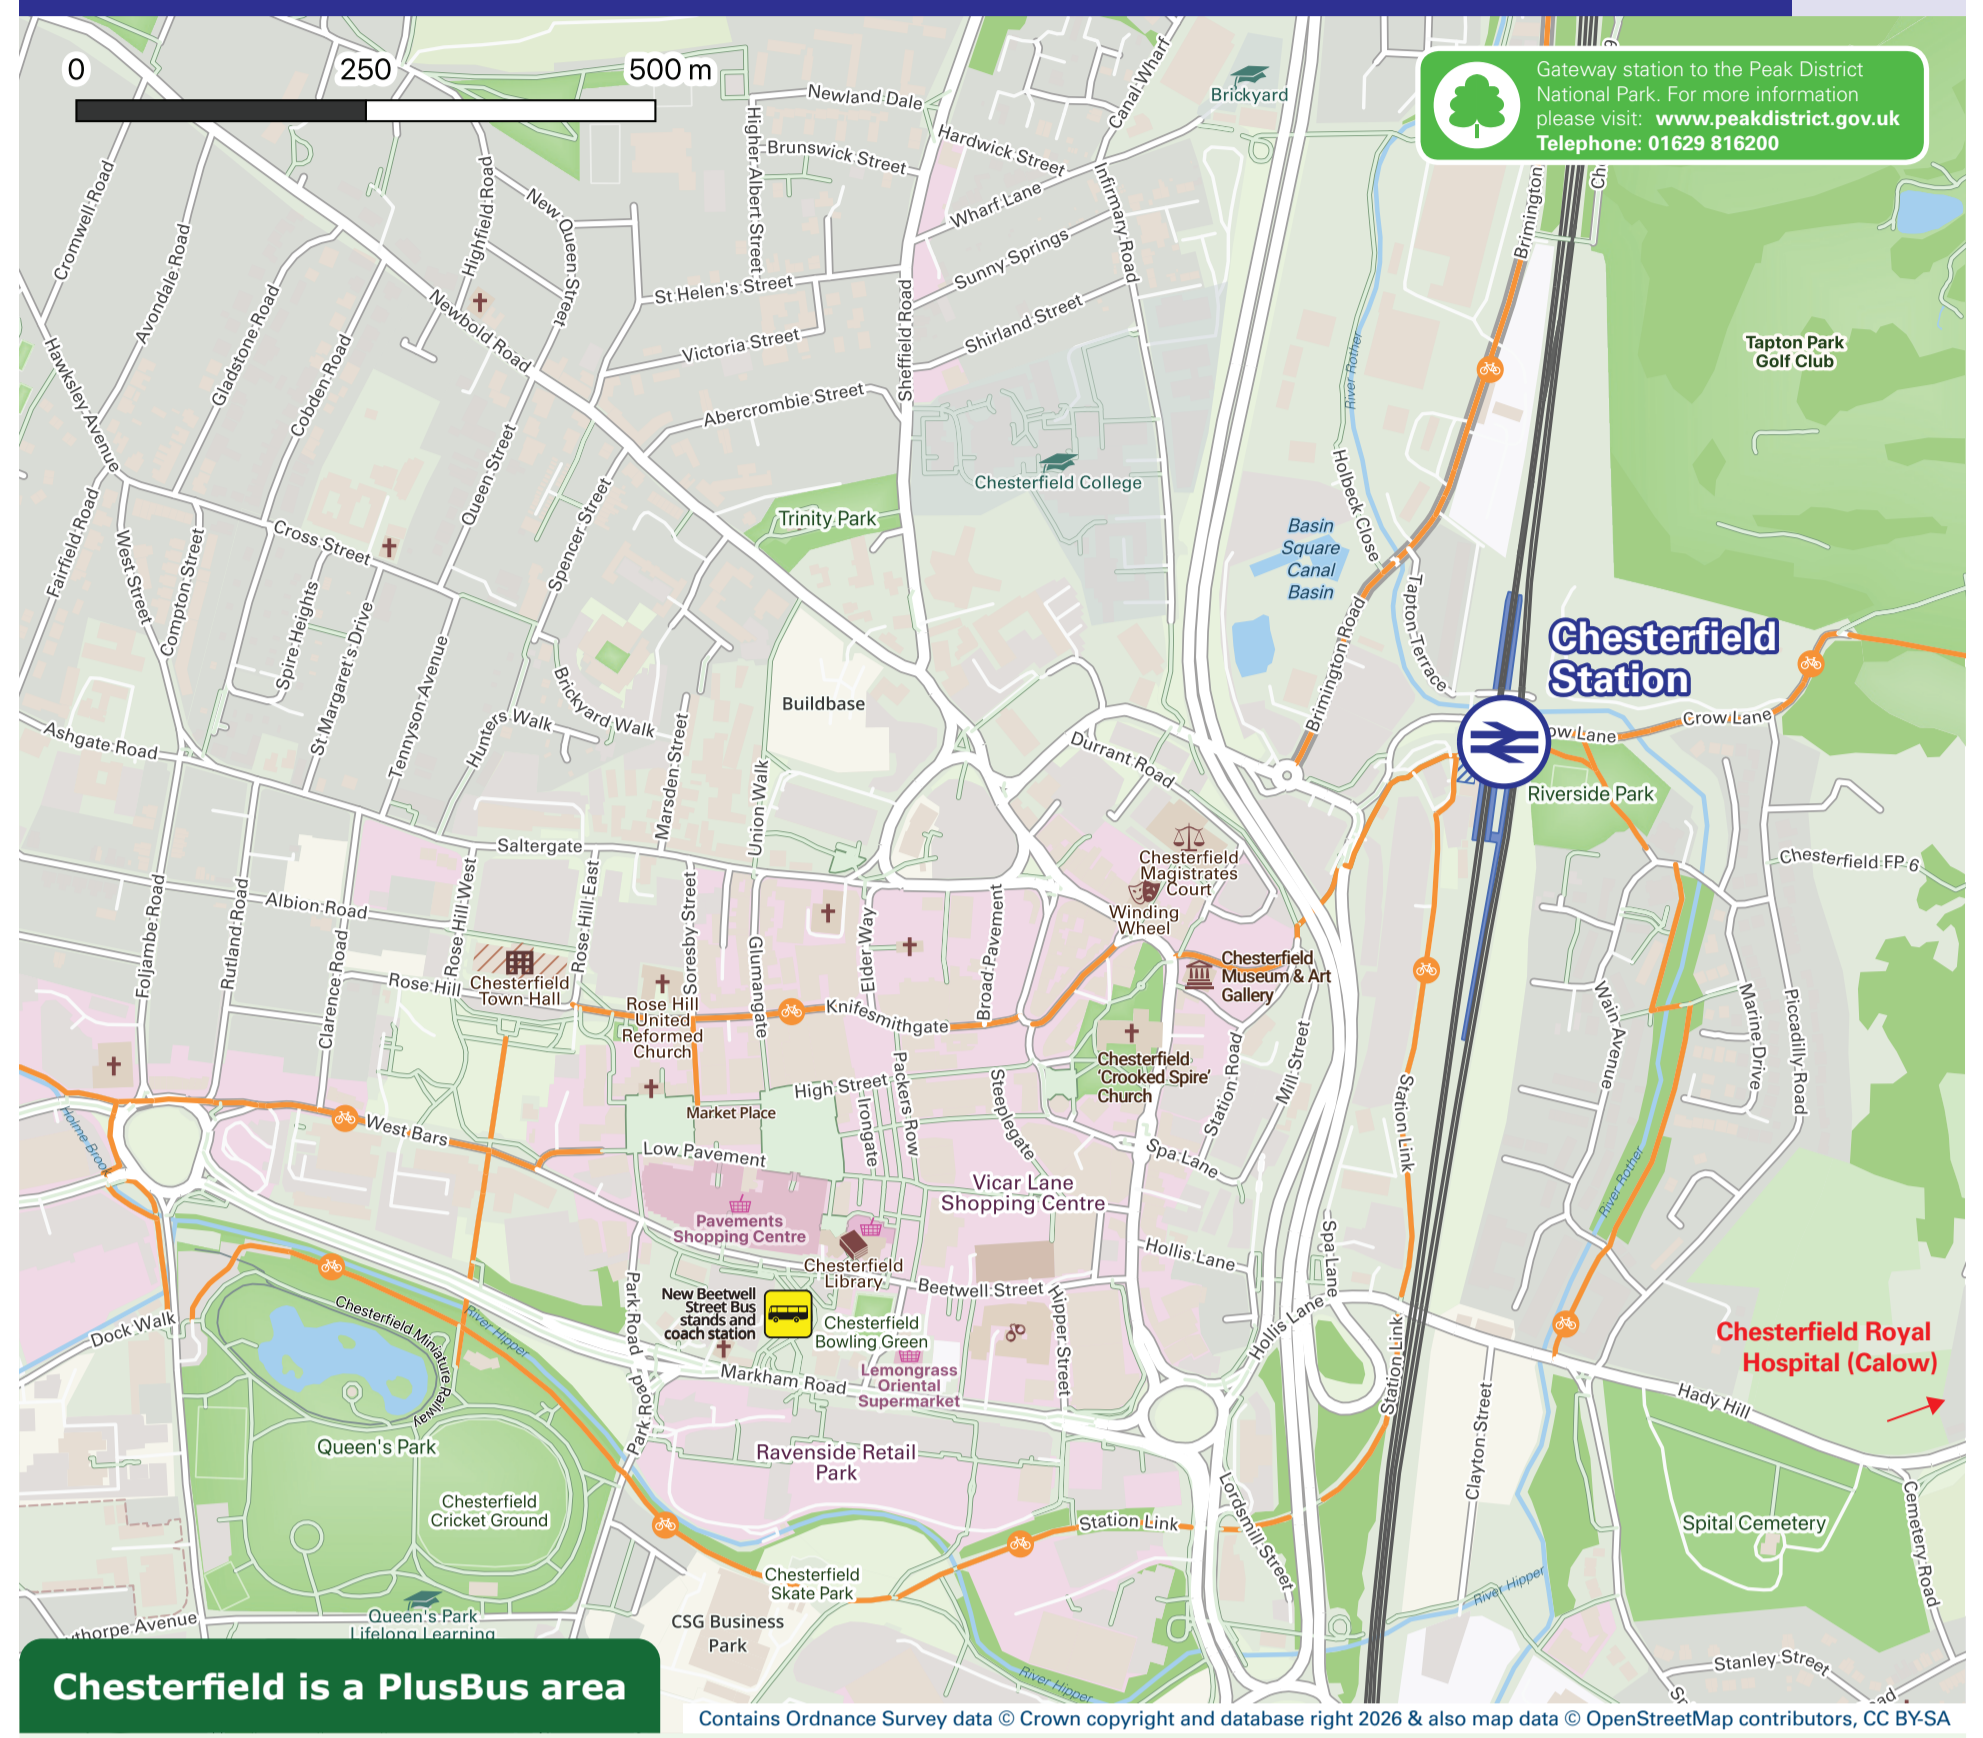 0 250 500 m
Gateway station to the Peak District
National Park. For more information
please visit: www.peakdistrict.gov.uk
Telephone: 01629 816200
Brickyard
Canal Wharf
Newland Dale
Hardwick Street
Higher Albert Street
Brunswick Street
Infirmary Road
Wharf Lane
Sunny Springs
Shirland Street
Cromwell Road
Avondale Road
Highfield Road
New Queen Street
St Helen's Street
Victoria Street
Abercrombie Street
Sheffield Road
Newbold Road
Gladstone Road
Cobden Road
Hawksley Avenue
Queen Street
Spencer Street
Fairfield Road
West Street
Compton Street
Cross Street
Spire Heights
St Margaret's Drive
Tennyson Avenue
Hunters Walk
Brickyard Walk
Marsden Street
Union Walk
Trinity Park
Chesterfield College
Buildbase
River Rother
Holbeck Close
Brimington
Basin
Square
Canal
Basin
Brimington Road
Tapton Terrace
Tapton Park
Golf Club
Chesterfield
Station
Crow Lane
ow Lane
Riverside Park
Chesterfield FP 6
Ashgate Road
Saltergate
Durrant Road
Chesterfield
Magistrates
Court
Winding
Wheel
Chesterfield
Museum & Art
Gallery
Albion Road
Foljambe Road
Rutland Road
Clarence Road
Rose Hill West
Rose Hill East
Rose Hill
Soresby Street
Glumangate
Elder Way
Broad Pavement
Chesterfield
Town Hall
Rose Hill
United
Reformed
Church
Knifesmithgate
Chesterfield
'Crooked Spire'
Church
Station Road
Mill Street
Station Link
Wain Avenue
Marine Drive
Piccadilly Road
River Rother
Holme Brook
West Bars
High Street
Market Place
Irongate
Packers Row
Steeplegate
Low Pavement
Spa Lane
Vicar Lane
Shopping Centre
Pavements
Shopping Centre
Chesterfield
Library
Hollis Lane
Spa Lane
Beetwell Street
Hipper Street
New Beetwell
Street Bus
stands and
coach station
Chesterfield
Bowling Green
Lemongrass
Oriental
Supermarket
Markham Road
Park Road
Park Road
Dock Walk
Chesterfield Miniature Railway
River Hipper
Hollis Lane
Station Link
Chesterfield Royal
Hospital (Calow)
Hady Hill
Clayton Street
Cemetery Road
Queen's Park
Chesterfield
Cricket Ground
Ravenside Retail
Park
Lordsmill Street
Station Link
Spital Cemetery
Chesterfield
Skate Park
River Hipper
CSG Business
Park
Queen's Park
Lifelong Learning
thorpe Avenue
River Hipper
Stanley Street
Chesterfield is a PlusBus area
Contains Ordnance Survey data © Crown copyright and database right 2026 & also map data © OpenStreetMap contributors, CC BY-SA